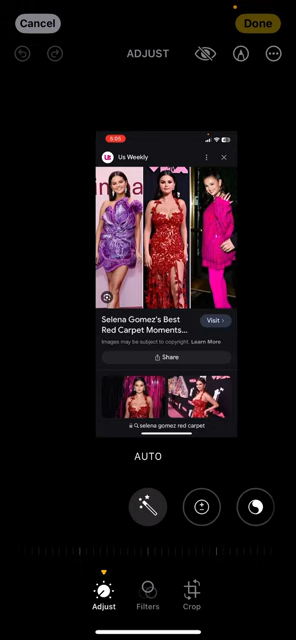 Cancel
Done
ADJUST
5:05
Us Weekly
Selena Gomez's Best
Red Carpet Moments...
Visit >
Images may be subject to copyright. Learn More
Share
selena gomez red carpet
AUTO
Adjust
Filters
Crop